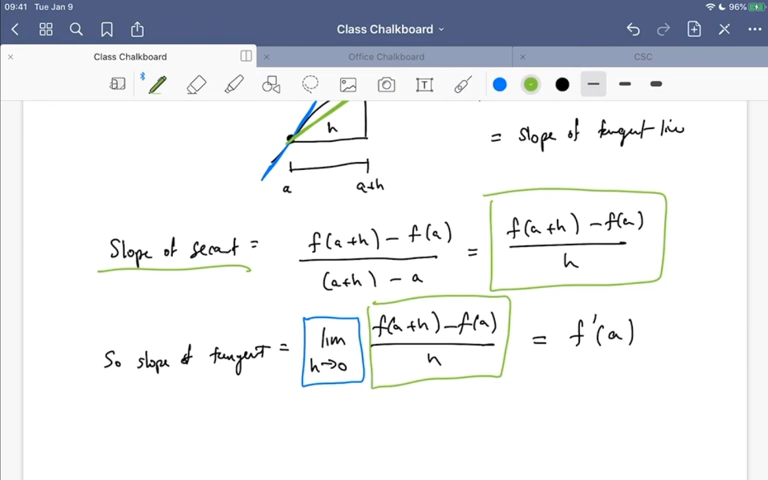 09:41 Tue Jan 9 96%
Class Chalkboard
Class Chalkboard Office Chalkboard CSC
h
= slope of tangent line
a a+h
Slope of secant = f(a+h) - f(a) / (a+h) - a = f(a+h) - f(a) / h
So slope of tangent = lim h→0 f(a+h) - f(a) / h = f'(a)